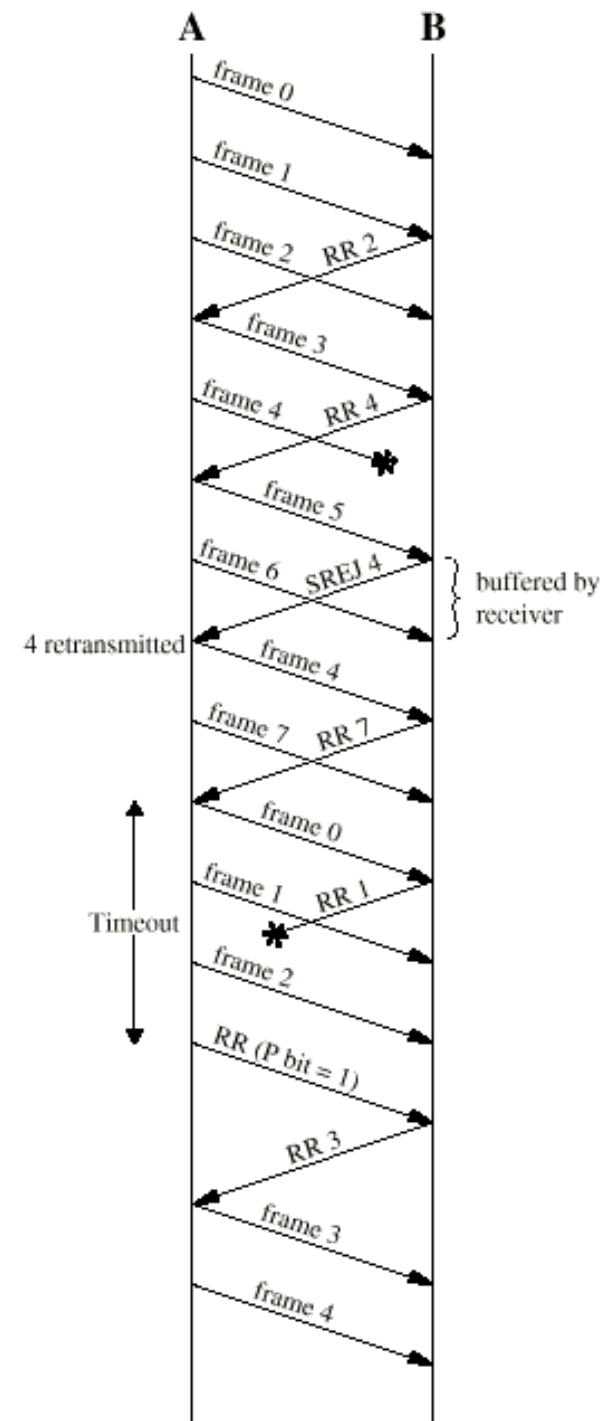 A
B
frame 0
frame 1
frame 2
RR 2
frame 3
frame 4
RR 4
frame 5
frame 6
SREJ 4
buffered by
receiver
4 retransmitted
frame 4
frame 7
RR 7
frame 0
frame 1
RR 1
Timeout
frame 2
RR (P bit = 1)
RR 3
frame 3
frame 4